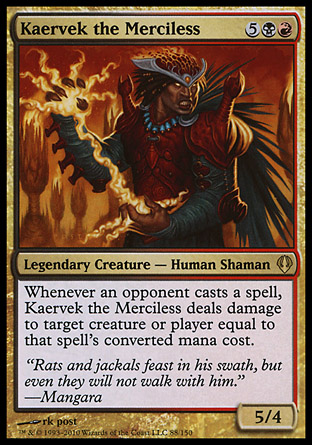 Kaervek the Merciless 5
Legendary Creature — Human Shaman
Whenever an opponent casts a spell,
Kaervek the Merciless deals damage
to target creature or player equal to
that spell's converted mana cost.
"Rats and jackals feast in his swath, but
even they will not walk with him."
—Mangara
rk post
™ & © 1993–2010 Wizards of the Coast LLC 88/150
5/4